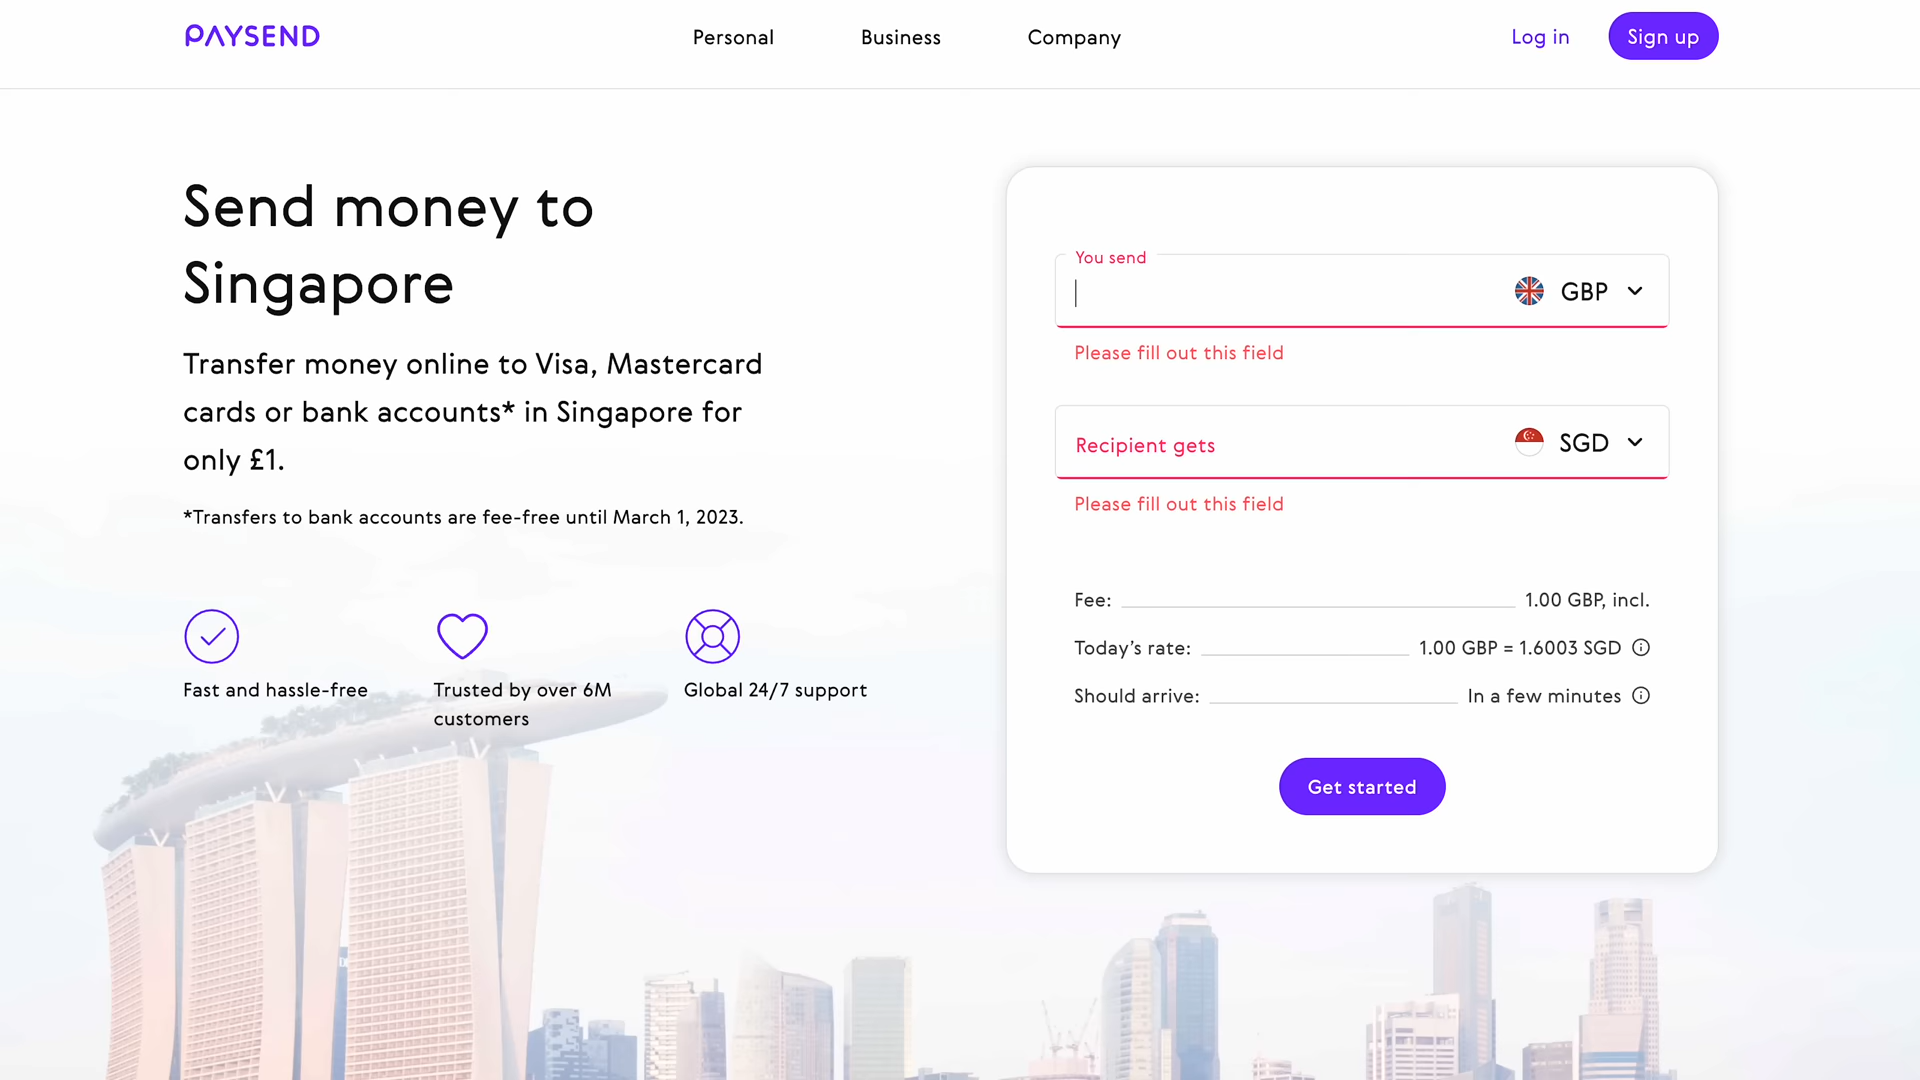 PAYSEND
Personal
Business
Company
Log in
Sign up
Send money to
Singapore
Transfer money online to Visa, Mastercard
cards or bank accounts* in Singapore for
only £1.
*Transfers to bank accounts are fee-free until March 1, 2023.
Fast and hassle-free
Trusted by over 6M
customers
Global 24/7 support
You send
GBP
Please fill out this field
Recipient gets
SGD
Please fill out this field
Fee: 1.00 GBP, incl.
Today's rate: 1.00 GBP = 1.6003 SGD
Should arrive: In a few minutes
Get started